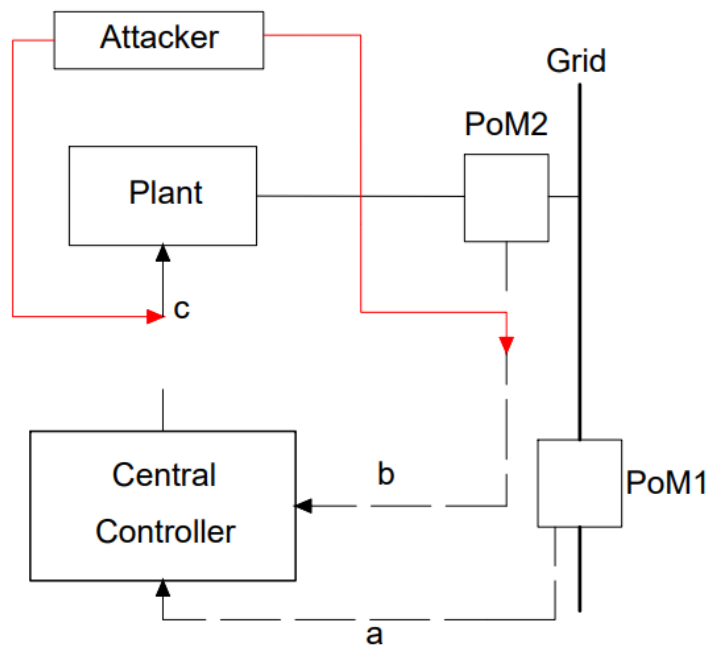 Attacker
Grid
PoM2
Plant
c
Central
Controller
b
PoM1
a